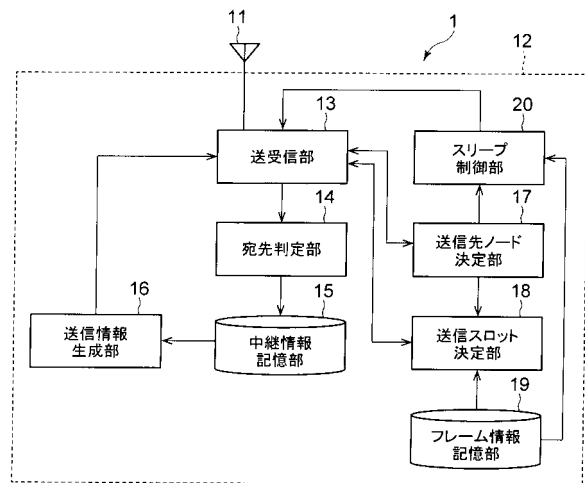 11
1
12
13
送受信部
20
スリープ
制御部
14
宛先判定部
17
送信先ノード
決定部
16
送信情報
生成部
15
中継情報
記憶部
18
送信スロット
決定部
19
フレーム情報
記憶部